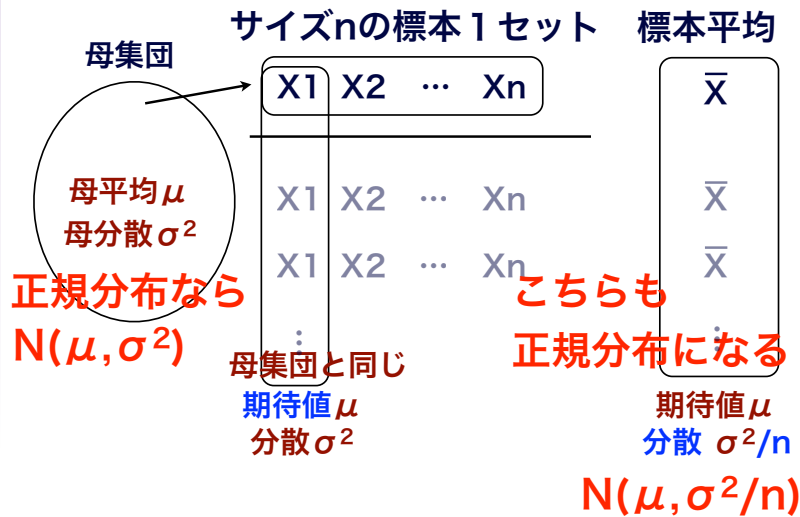 サイズnの標本１セット
標本平均
母集団
X1 X2 … Xn
X̅
母平均μ
母分散σ²
X1 X2 … Xn
X̅
X1 X2 … Xn
X̅
正規分布なら
N(μ,σ²)
こちらも
正規分布になる
⋮
⋮
母集団と同じ
期待値μ
分散σ²
期待値μ
分散 σ²/n
N(μ,σ²/n)